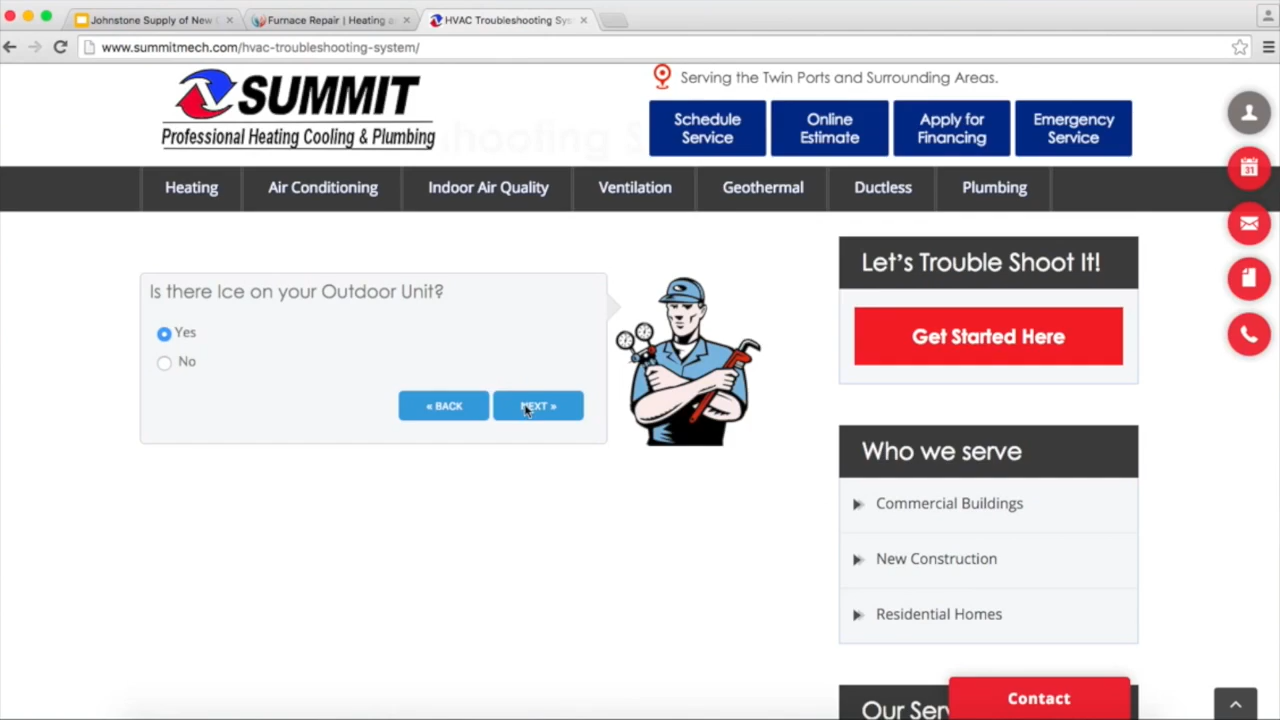 Johnstone Supply of New
Furnace Repair | Heating a
HVAC Troubleshooting Sys
www.summitmech.com/hvac-troubleshooting-system/
SUMMIT
Professional Heating Cooling & Plumbing
Serving the Twin Ports and Surrounding Areas.
Schedule
Service
Online
Estimate
Apply for
Financing
Emergency
Service
Heating
Air Conditioning
Indoor Air Quality
Ventilation
Geothermal
Ductless
Plumbing
31
Is there Ice on your Outdoor Unit?
Yes
No
« BACK
NEXT »
Let's Trouble Shoot It!
Get Started Here
Who we serve
Commercial Buildings
New Construction
Residential Homes
Our Ser
Contact